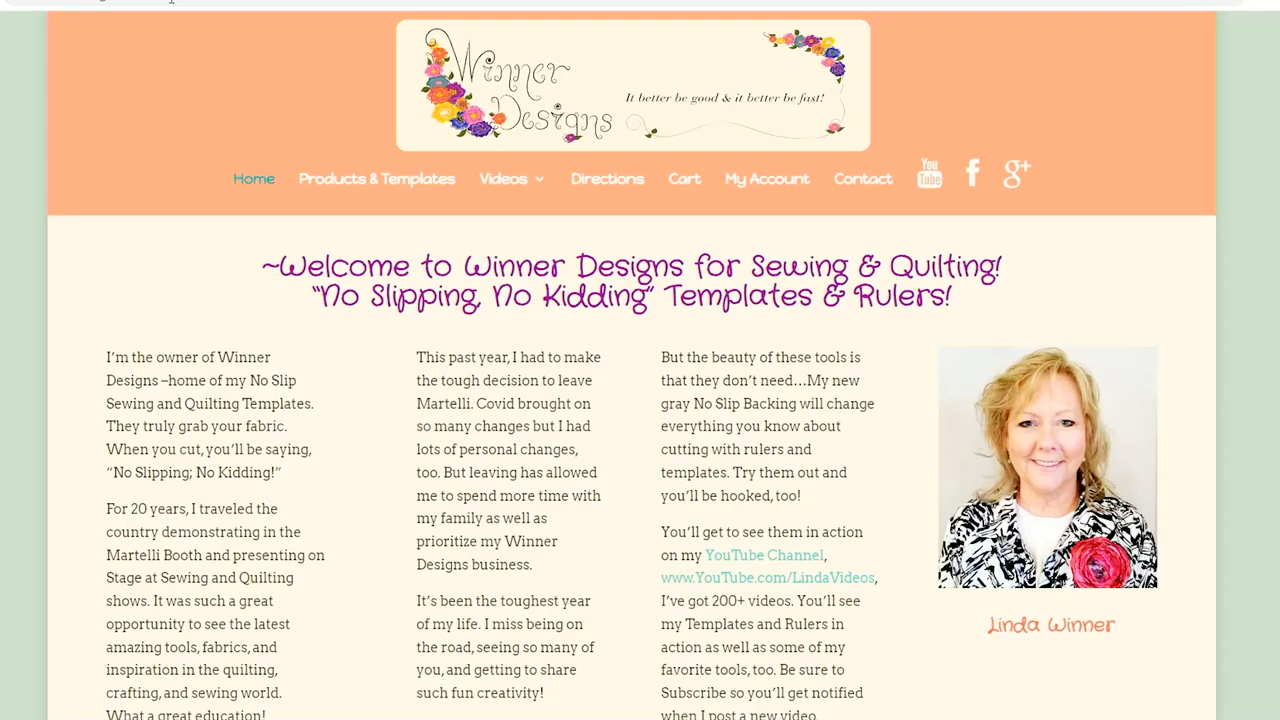 Winner
Designs
It better be good & it better be fast!
Home Products & Templates Videos Directions Cart My Account Contact You Tube f g+
~Welcome to Winner Designs for Sewing & Quilting!
"No Slipping, No Kidding" Templates & Rulers!
I'm the owner of Winner
Designs –home of my No Slip
Sewing and Quilting Templates.
They truly grab your fabric.
When you cut, you'll be saying,
"No Slipping; No Kidding!"
For 20 years, I traveled the
country demonstrating in the
Martelli Booth and presenting on
Stage at Sewing and Quilting
shows. It was such a great
opportunity to see the latest
amazing tools, fabrics, and
inspiration in the quilting,
crafting, and sewing world.
What a great education!
This past year, I had to make
the tough decision to leave
Martelli. Covid brought on
so many changes but I had
lots of personal changes,
too. But leaving has allowed
me to spend more time with
my family as well as
prioritize my Winner
Designs business.
It's been the toughest year
of my life. I miss being on
the road, seeing so many of
you, and getting to share
such fun creativity!
But the beauty of these tools is
that they don't need…My new
gray No Slip Backing will change
everything you know about
cutting with rulers and
templates. Try them out and
you'll be hooked, too!
You'll get to see them in action
on my YouTube Channel,
www.YouTube.com/LindaVideos,
I've got 200+ videos. You'll see
my Templates and Rulers in
action as well as some of my
favorite tools, too. Be sure to
Subscribe so you'll get notified
when I post a new video.
Linda Winner